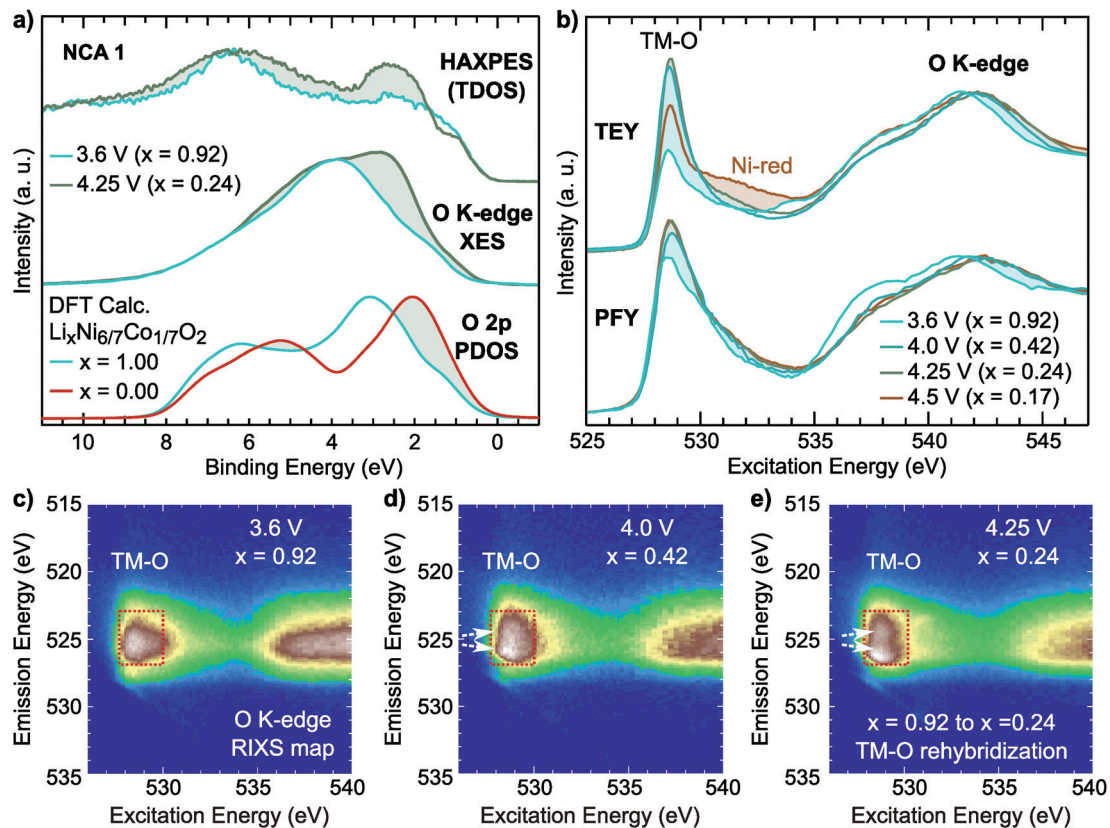 a)
NCA 1
HAXPES
(TDOS)
3.6 V (x = 0.92)
4.25 V (x = 0.24)
O K-edge
XES
DFT Calc.
LixNi6/7Co1/7O2
x = 1.00
x = 0.00
O 2p
PDOS
Intensity (a. u.)
10 8 6 4 2 0
Binding Energy (eV)
b)
TM-O
O K-edge
TEY
Ni-red
PFY
3.6 V (x = 0.92)
4.0 V (x = 0.42)
4.25 V (x = 0.24)
4.5 V (x = 0.17)
Intensity (a. u.)
525 530 535 540 545
Excitation Energy (eV)
c)
515
520
525
530
535
Emission Energy (eV)
3.6 V
x = 0.92
TM-O
O K-edge
RIXS map
530 535 540
Excitation Energy (eV)
d)
515
520
525
530
535
Emission Energy (eV)
4.0 V
x = 0.42
TM-O
530 535 540
Excitation Energy (eV)
e)
515
520
525
530
535
Emission Energy (eV)
4.25 V
x = 0.24
TM-O
x = 0.92 to x =0.24
TM-O rehybridization
530 535 540
Excitation Energy (eV)